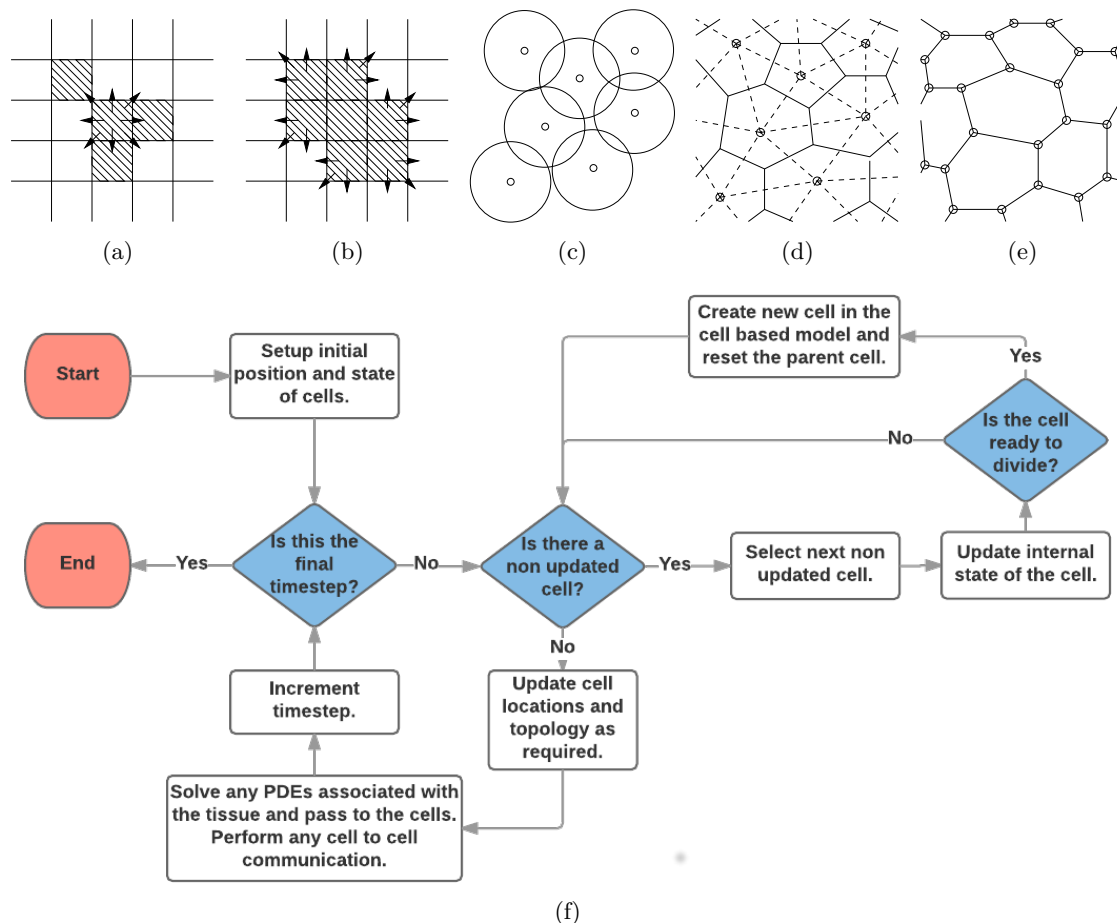 (a)
(b)
(c)
(d)
(e)
Create new cell in the
cell based model and
reset the parent cell.
Yes
Start
Setup initial
position and state
of cells.
No
Is the cell
ready to
divide?
End
Yes
Is this the
final
timestep?
No
Is there a
non updated
cell?
Yes
Select next non
updated cell.
Update internal
state of the cell.
No
Increment
timestep.
Update cell
locations and
topology as
required.
Solve any PDEs associated with
the tissue and pass to the cells.
Perform any cell to cell
communication.
(f)